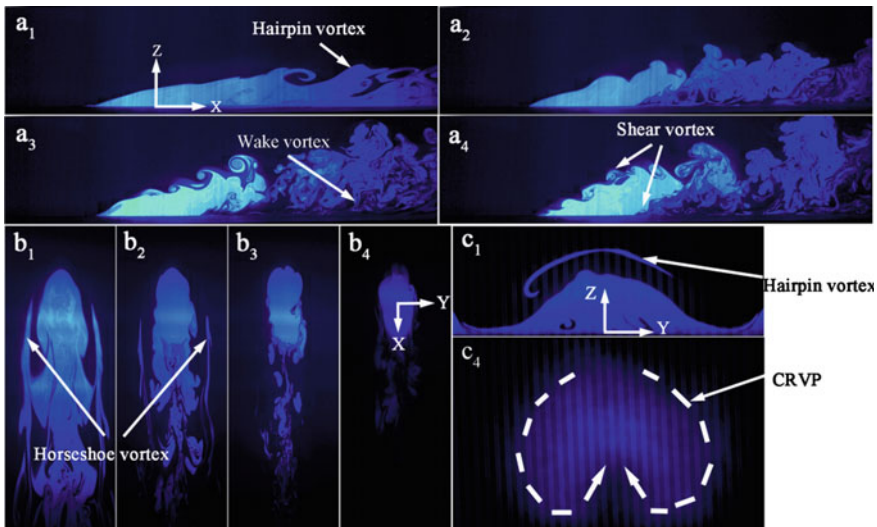 a1
Hairpin vortex
Z
X
a2
a3
Wake vortex
a4
Shear vortex
b1
b2
b3
b4
Y
X
Horseshoe vortex
c1
Z
Y
Hairpin vortex
c4
CRVP